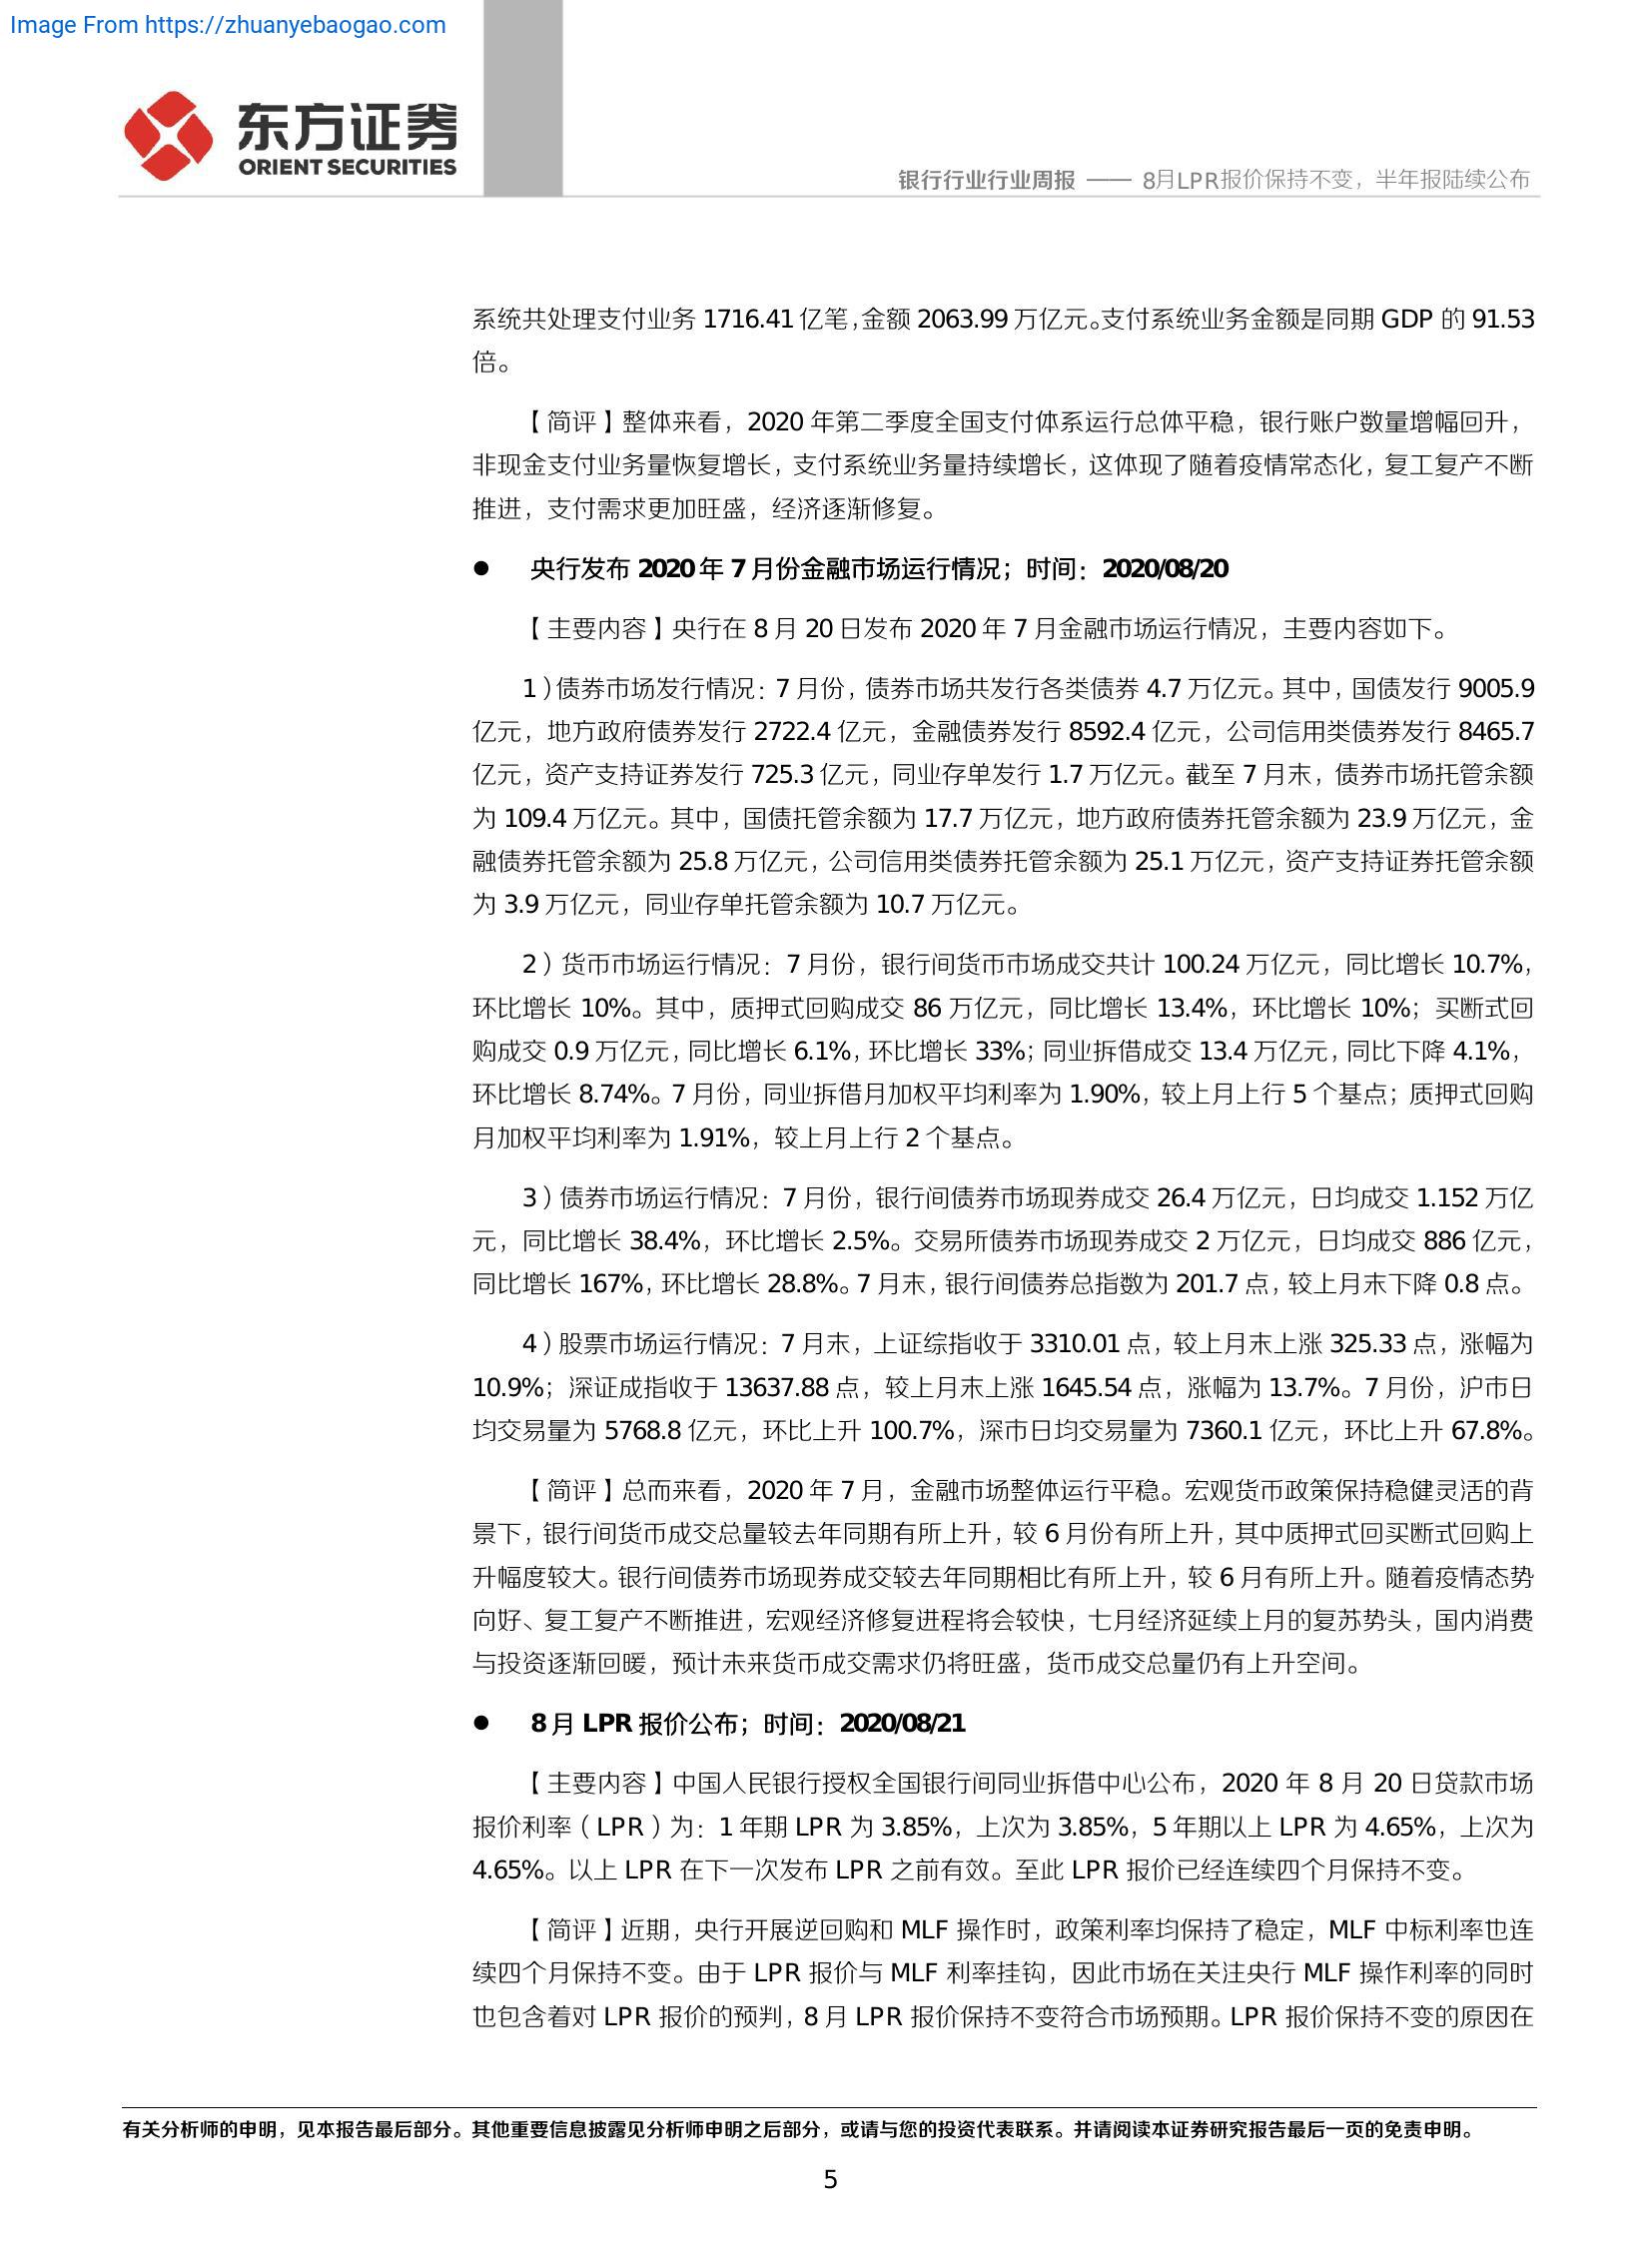 Image From https://zhuanyebaogao.com
东方证券
ORIENT SECURITIES
银行行业行业周报 —— 8月LPR报价保持不变，半年报陆续公布
系统共处理支付业务 1716.41 亿笔，金额 2063.99 万亿元。支付系统业务金额是同期 GDP 的 91.53
倍。
【简评】整体来看，2020 年第二季度全国支付体系运行总体平稳，银行账户数量增幅回升，
非现金支付业务量恢复增长，支付系统业务量持续增长，这体现了随着疫情常态化，复工复产不断
推进，支付需求更加旺盛，经济逐渐修复。
● 央行发布 2020 年 7 月份金融市场运行情况；时间：2020/08/20
【主要内容】央行在 8 月 20 日发布 2020 年 7 月金融市场运行情况，主要内容如下。
1）债券市场发行情况：7 月份，债券市场共发行各类债券 4.7 万亿元。其中，国债发行 9005.9
亿元，地方政府债券发行 2722.4 亿元，金融债券发行 8592.4 亿元，公司信用类债券发行 8465.7
亿元，资产支持证券发行 725.3 亿元，同业存单发行 1.7 万亿元。截至 7 月末，债券市场托管余额
为 109.4 万亿元。其中，国债托管余额为 17.7 万亿元，地方政府债券托管余额为 23.9 万亿元，金
融债券托管余额为 25.8 万亿元，公司信用类债券托管余额为 25.1 万亿元，资产支持证券托管余额
为 3.9 万亿元，同业存单托管余额为 10.7 万亿元。
2）货币市场运行情况：7 月份，银行间货币市场成交共计 100.24 万亿元，同比增长 10.7%，
环比增长 10%。其中，质押式回购成交 86 万亿元，同比增长 13.4%，环比增长 10%；买断式回
购成交 0.9 万亿元，同比增长 6.1%，环比增长 33%；同业拆借成交 13.4 万亿元，同比下降 4.1%，
环比增长 8.74%。7 月份，同业拆借月加权平均利率为 1.90%，较上月上行 5 个基点；质押式回购
月加权平均利率为 1.91%，较上月上行 2 个基点。
3）债券市场运行情况：7 月份，银行间债券市场现券成交 26.4 万亿元，日均成交 1.152 万亿
元，同比增长 38.4%，环比增长 2.5%。交易所债券市场现券成交 2 万亿元，日均成交 886 亿元，
同比增长 167%，环比增长 28.8%。7 月末，银行间债券总指数为 201.7 点，较上月末下降 0.8 点。
4）股票市场运行情况：7 月末，上证综指收于 3310.01 点，较上月末上涨 325.33 点，涨幅为
10.9%；深证成指收于 13637.88 点，较上月末上涨 1645.54 点，涨幅为 13.7%。7 月份，沪市日
均交易量为 5768.8 亿元，环比上升 100.7%，深市日均交易量为 7360.1 亿元，环比上升 67.8%。
【简评】总而来看，2020 年 7 月，金融市场整体运行平稳。宏观货币政策保持稳健灵活的背
景下，银行间货币成交总量较去年同期有所上升，较 6 月份有所上升，其中质押式回买断式回购上
升幅度较大。银行间债券市场现券成交较去年同期相比有所上升，较 6 月有所上升。随着疫情态势
向好、复工复产不断推进，宏观经济修复进程将会较快，七月经济延续上月的复苏势头，国内消费
与投资逐渐回暖，预计未来货币成交需求仍将旺盛，货币成交总量仍有上升空间。
● 8 月 LPR 报价公布；时间：2020/08/21
【主要内容】中国人民银行授权全国银行间同业拆借中心公布，2020 年 8 月 20 日贷款市场
报价利率（LPR）为：1 年期 LPR 为 3.85%，上次为 3.85%，5 年期以上 LPR 为 4.65%，上次为
4.65%。以上 LPR 在下一次发布 LPR 之前有效。至此 LPR 报价已经连续四个月保持不变。
【简评】近期，央行开展逆回购和 MLF 操作时，政策利率均保持了稳定，MLF 中标利率也连
续四个月保持不变。由于 LPR 报价与 MLF 利率挂钩，因此市场在关注央行 MLF 操作利率的同时
也包含着对 LPR 报价的预判，8 月 LPR 报价保持不变符合市场预期。LPR 报价保持不变的原因在
有关分析师的申明，见本报告最后部分。其他重要信息披露见分析师申明之后部分，或请与您的投资代表联系。并请阅读本证券研究报告最后一页的免责申明。
5